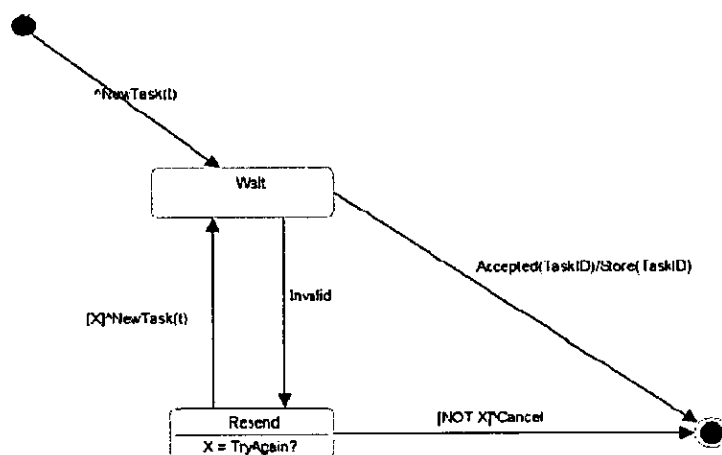 ^NewTask(t)
Wait
Accepted(TaskID)/Store(TaskID)
Invalid
[X]^NewTask(t)
Resend
X = TryAgain?
[NOT X]^Cancel